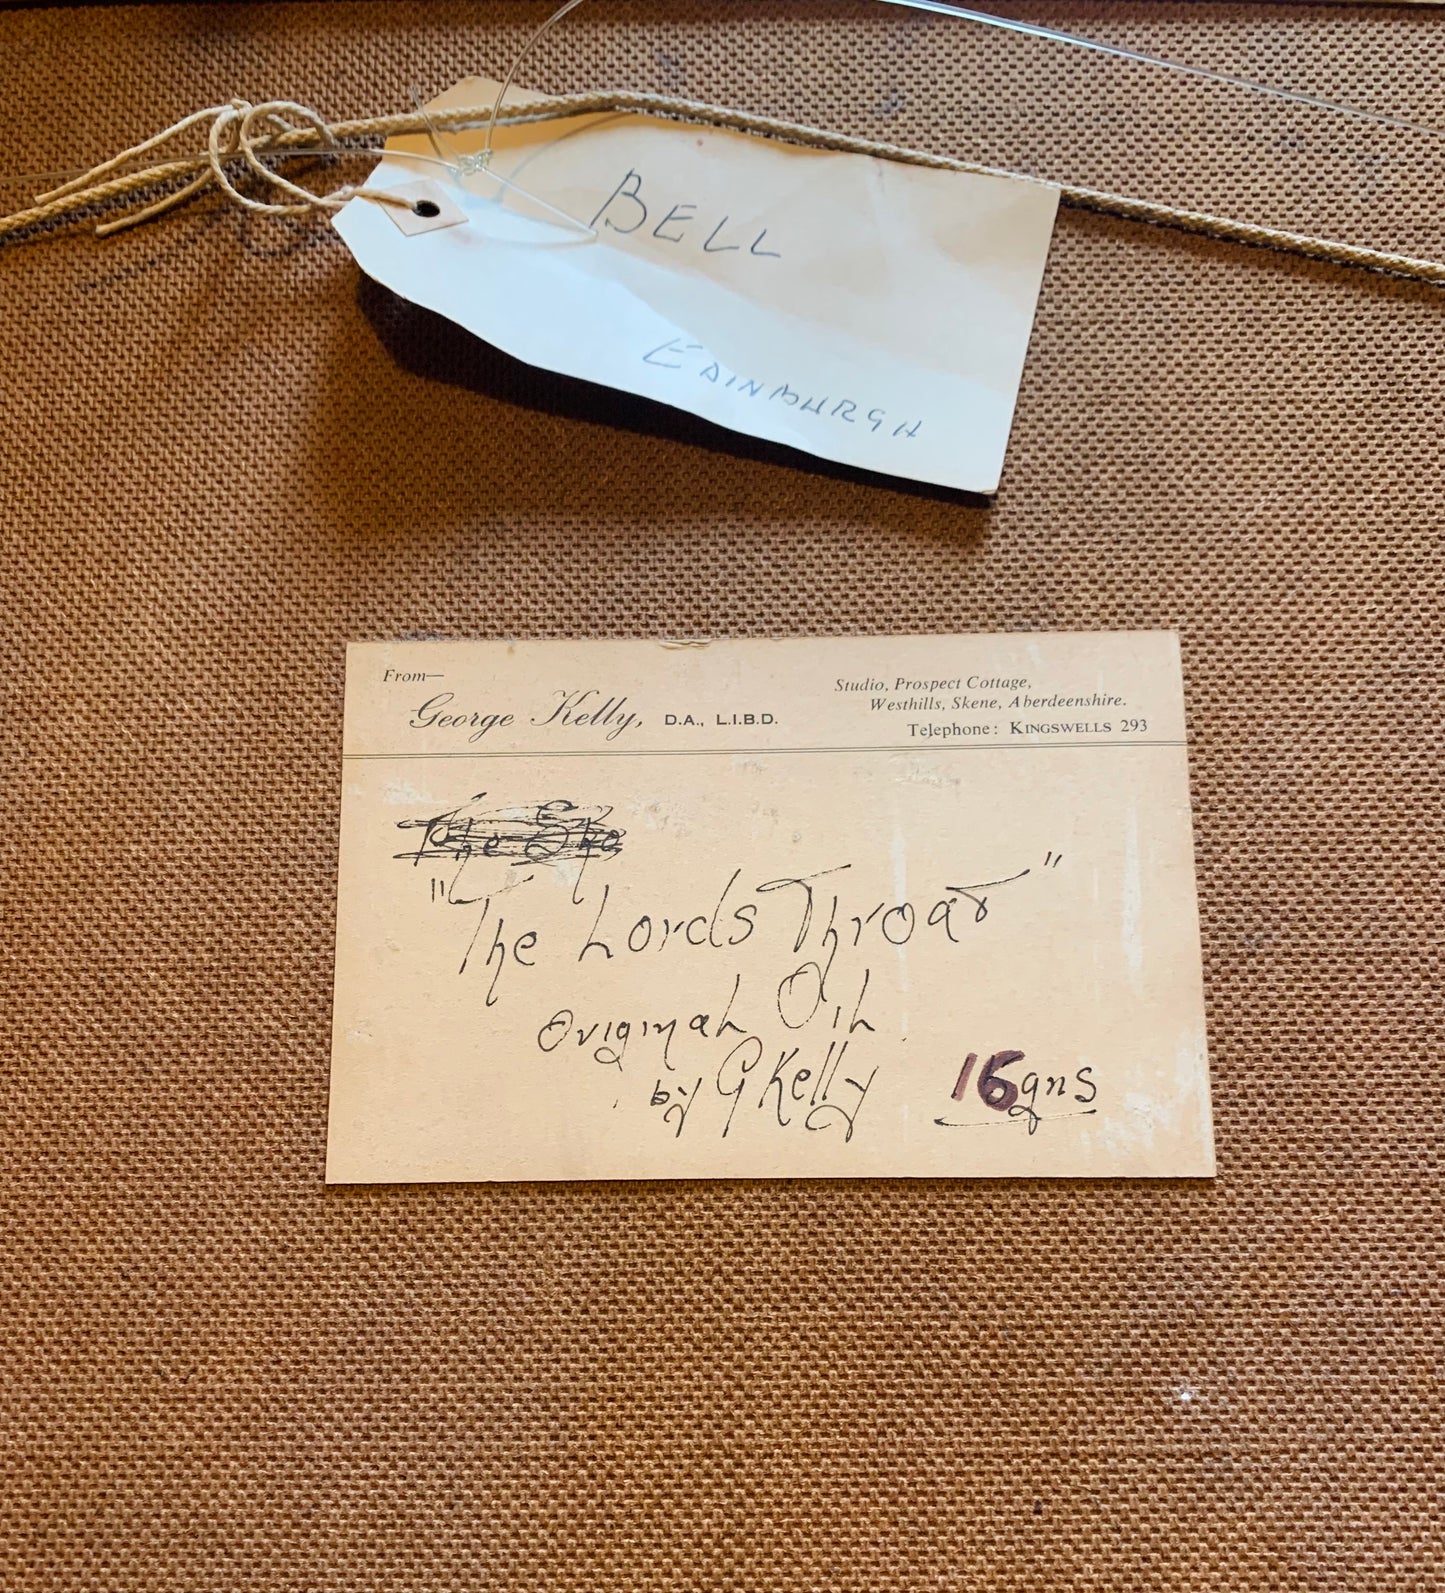 BELL
EDINBURGH
From—
George Kelly, D.A., L.I.B.D.
Studio, Prospect Cottage,
Westhills, Skene, Aberdeenshire.
Telephone: KINGSWELLS 293
The
"The Lords Throat"
Original Oil
by G Kelly
16gns